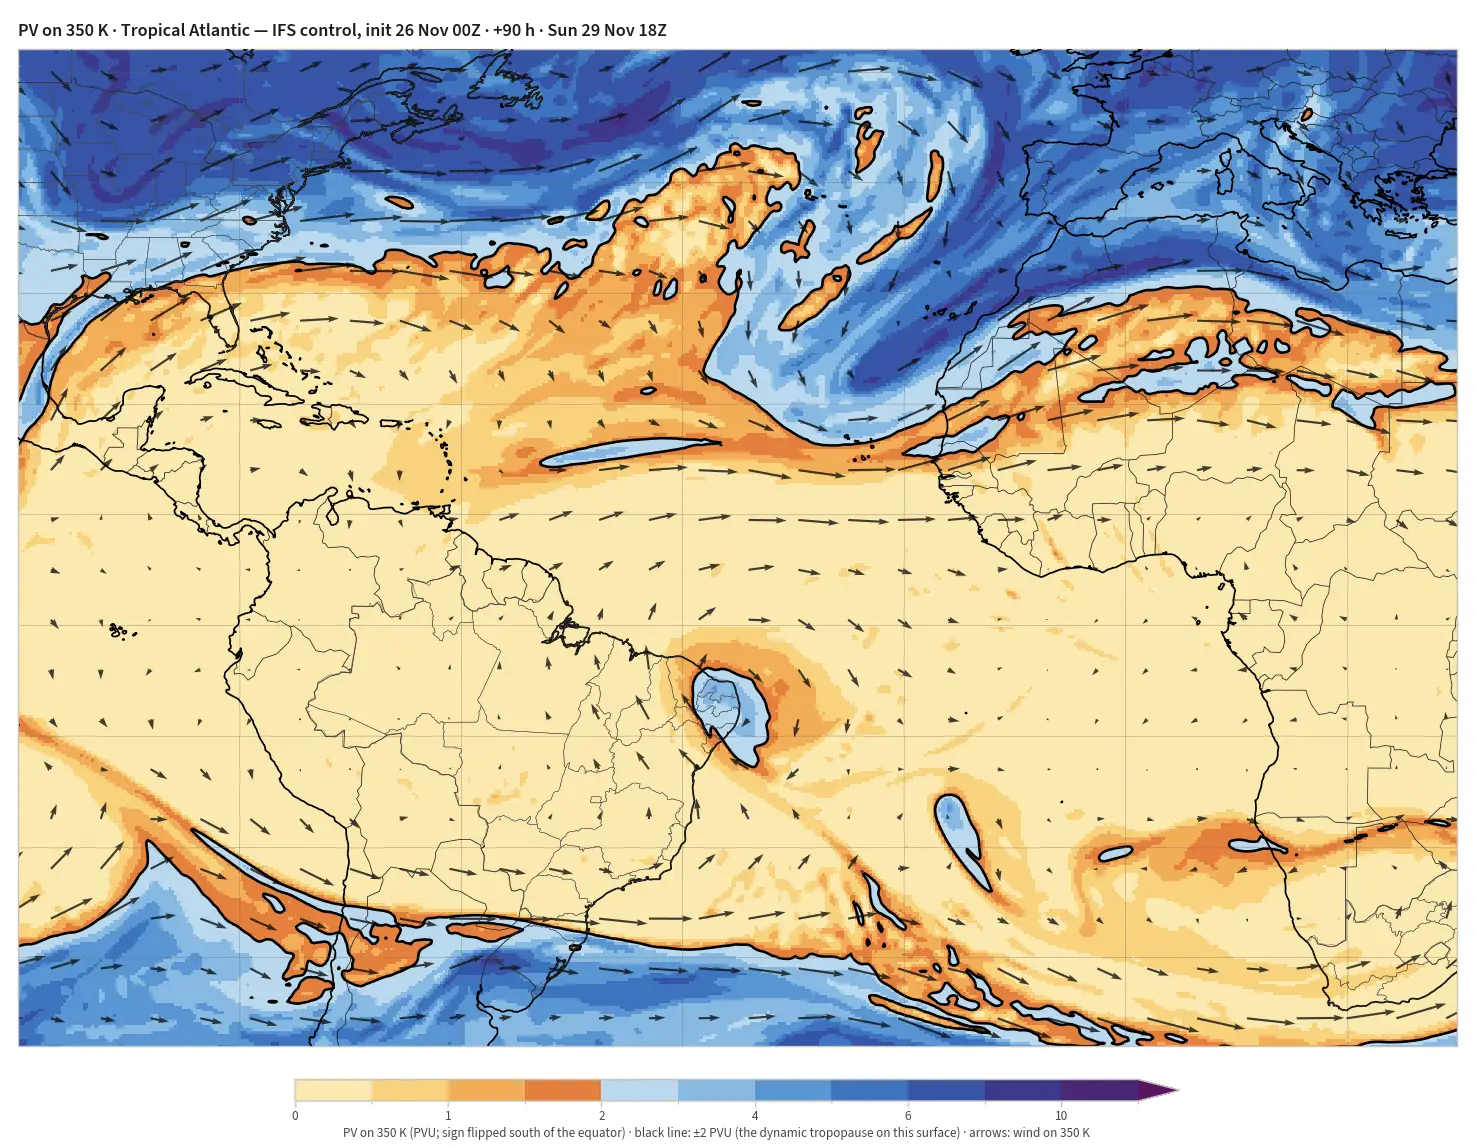 PV on 350 K · Tropical Atlantic — IFS control, init 26 Nov 00Z · +90 h · Sun 29 Nov 18Z
0 1 2 4 6 10
PV on 350 K (PVU; sign flipped south of the equator) · black line: ±2 PVU (the dynamic tropopause on this surface) · arrows: wind on 350 K